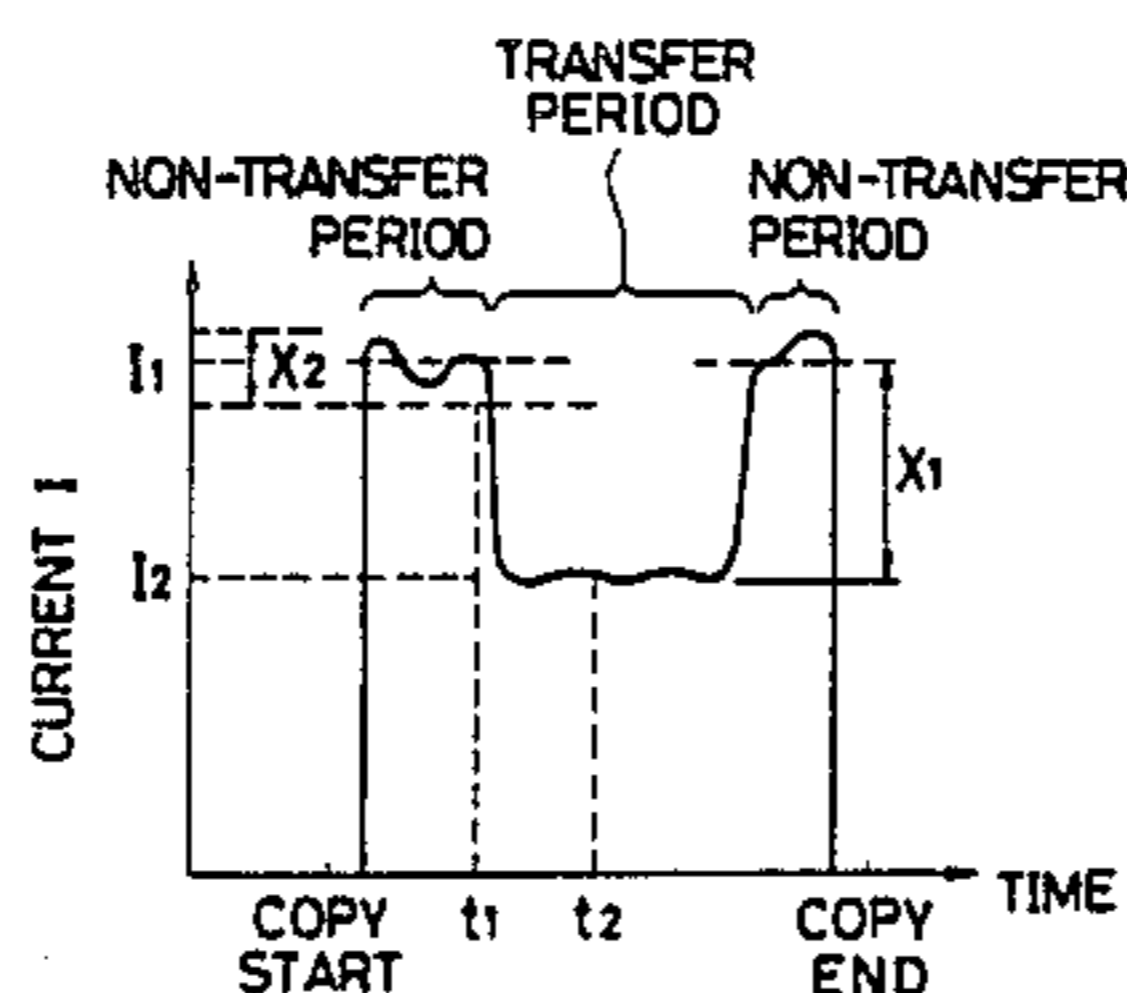 TRANSFER
PERIOD
NON-TRANSFER
PERIOD
NON-TRANSFER
PERIOD
I1
X2
X1
I2
CURRENT I
t1
t2
TIME
COPY
START
COPY
END